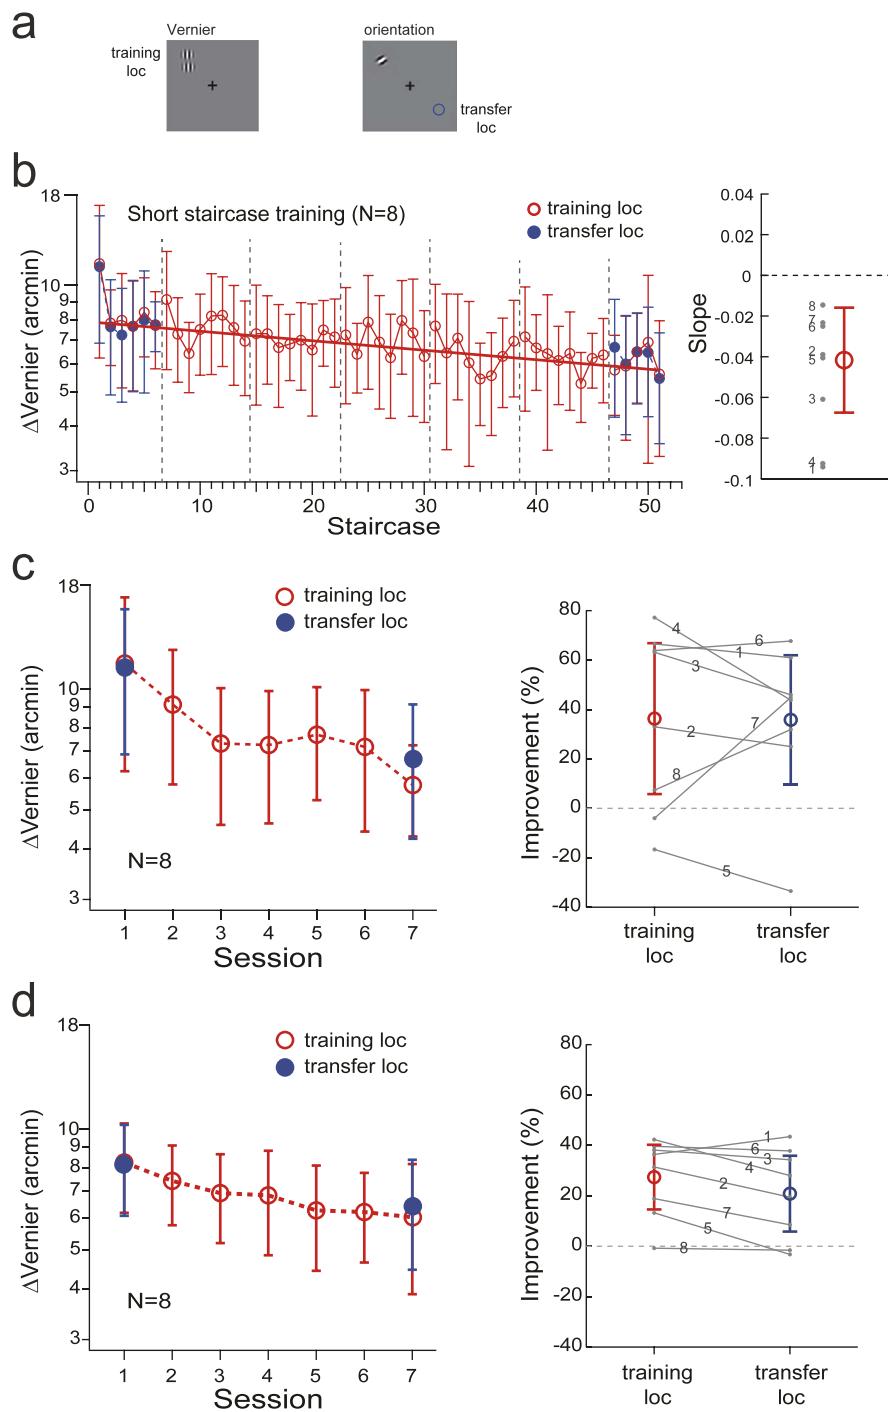 a
Vernier
orientation
training
loc
transfer
loc
b
Short staircase training (N=8)
training loc
transfer loc
ΔVernier (arcmin)
18
10
9
8
7
6
5
4
3
0
10
20
30
40
50
Staircase
Slope
0.04
0.02
0
-0.02
-0.04
-0.06
-0.08
-0.1
8
7
6
2
5
3
4
1
c
training loc
transfer loc
ΔVernier (arcmin)
18
10
9
8
7
6
5
4
3
N=8
1
2
3
4
5
6
7
Session
Improvement (%)
80
60
40
20
0
-20
-40
4
6
1
3
7
2
8
5
training
loc
transfer
loc
d
training loc
transfer loc
ΔVernier (arcmin)
18
10
9
8
7
6
5
4
3
N=8
1
2
3
4
5
6
7
Session
Improvement (%)
80
60
40
20
0
-20
-40
1
6
3
4
2
7
5
8
training
loc
transfer
loc